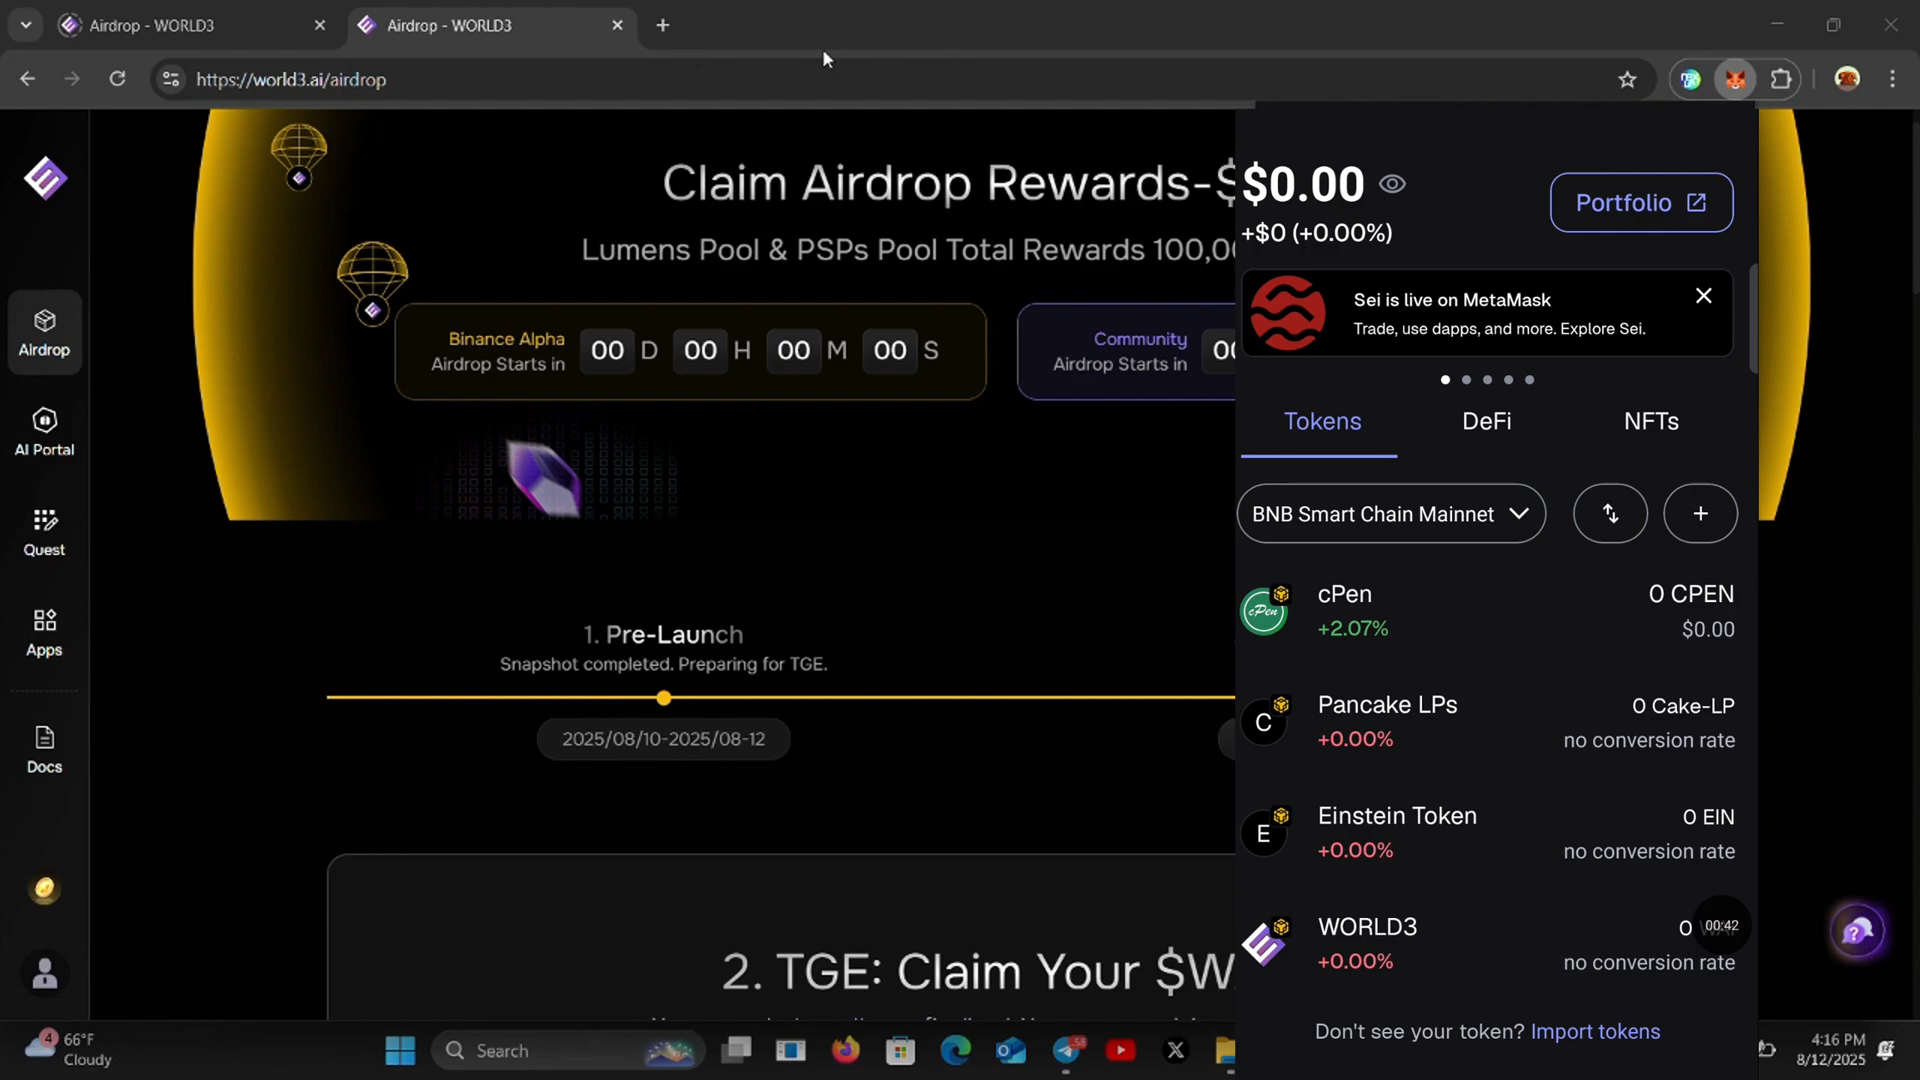 Airdrop - WORLD3
Airdrop - WORLD3
https://world3.ai/airdrop
Airdrop
AI Portal
Quest
Apps
Docs
Claim Airdrop Rewards-$
Lumens Pool & PSPs Pool Total Rewards 100,00
Binance Alpha
Airdrop Starts in
00 D 00 H 00 M 00 S
Community
Airdrop Starts in
1. Pre-Launch
Snapshot completed. Preparing for TGE.
2025/08/10-2025/08-12
2. TGE: Claim Your $WA
$0.00
+$0 (+0.00%)
Portfolio
Sei is live on MetaMask
Trade, use dapps, and more. Explore Sei.
Tokens DeFi NFTs
BNB Smart Chain Mainnet
cPen
cPen 0 CPEN
+2.07% $0.00
C
Pancake LPs 0 Cake-LP
+0.00% no conversion rate
E
Einstein Token 0 EIN
+0.00% no conversion rate
WORLD3 0
00:42
+0.00% no conversion rate
Don't see your token? Import tokens
4
66°F
Cloudy
Search
58
4:16 PM
8/12/2025